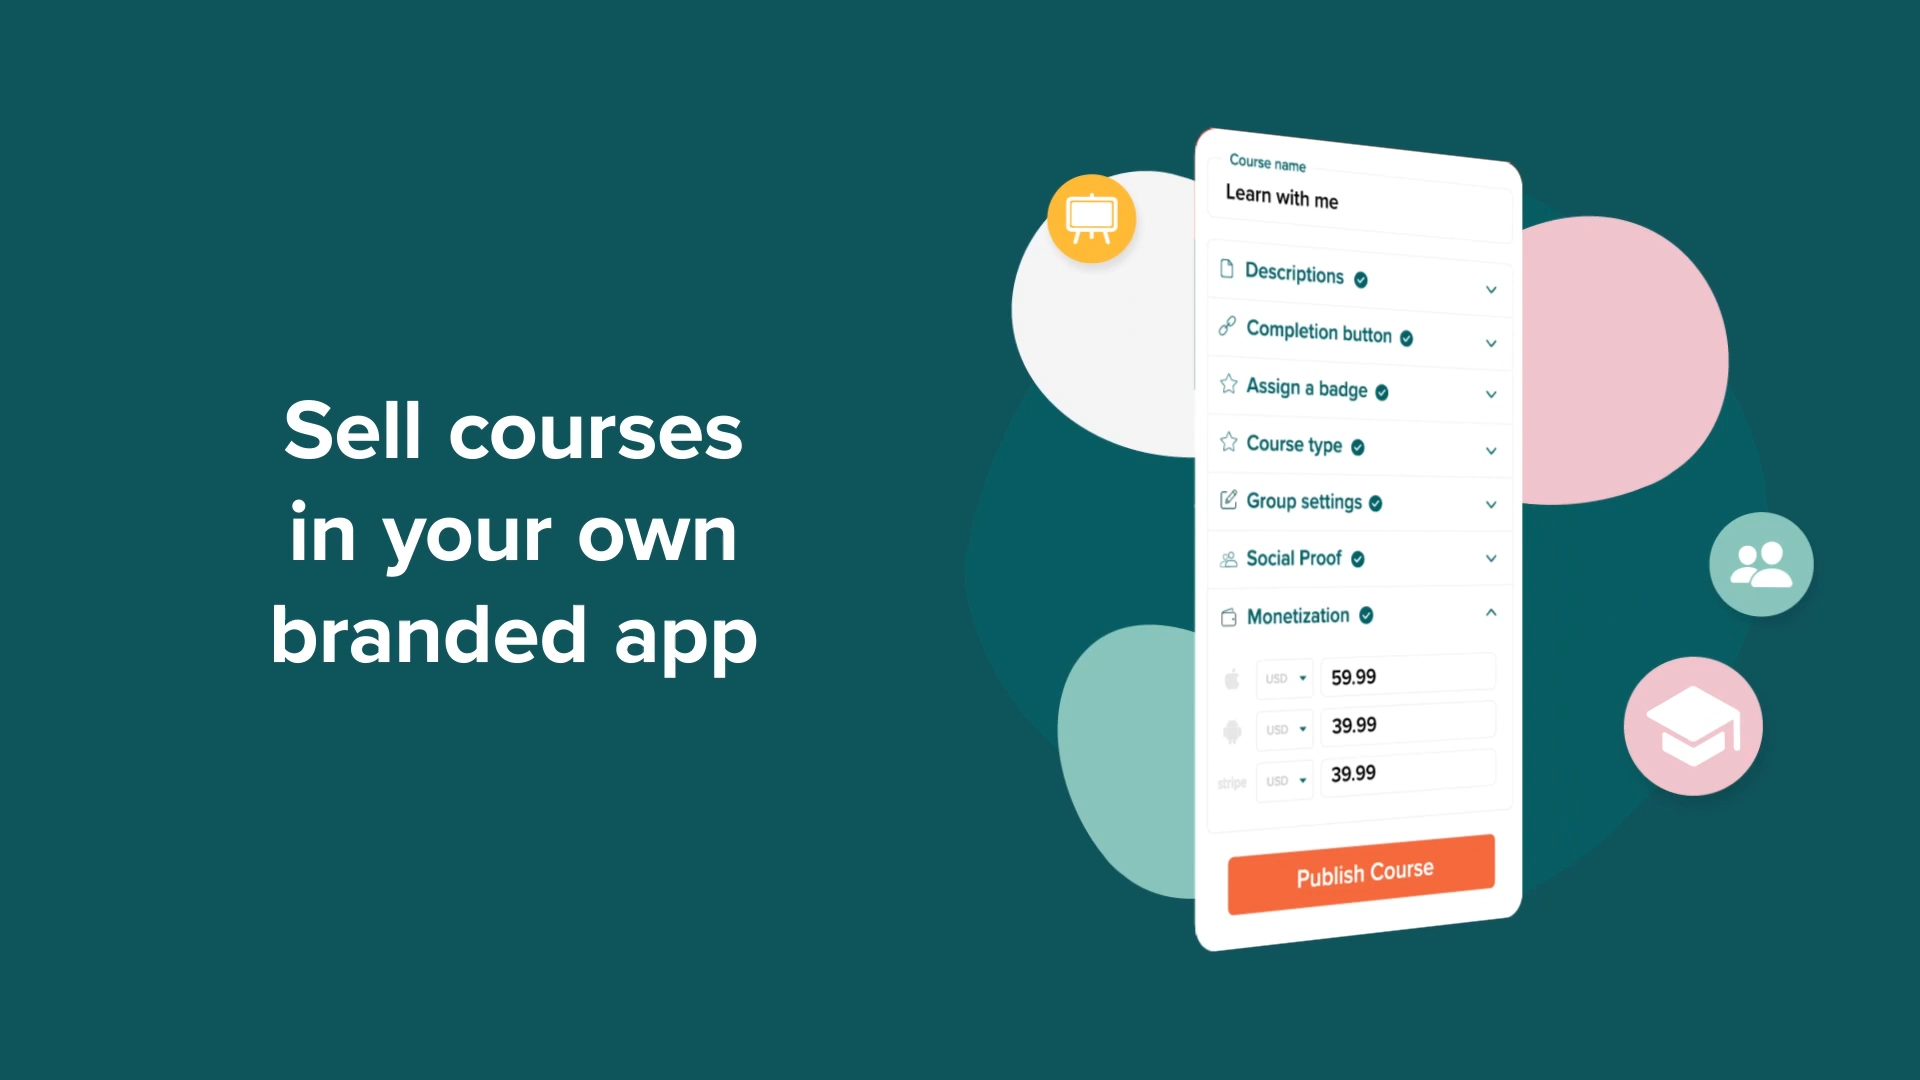 Sell courses
in your own
branded app
Course name
Learn with me
Descriptions
Completion button
Assign a badge
Course type
Group settings
Social Proof
Monetization
USD 59.99
USD 39.99
stripe USD 39.99
Publish Course